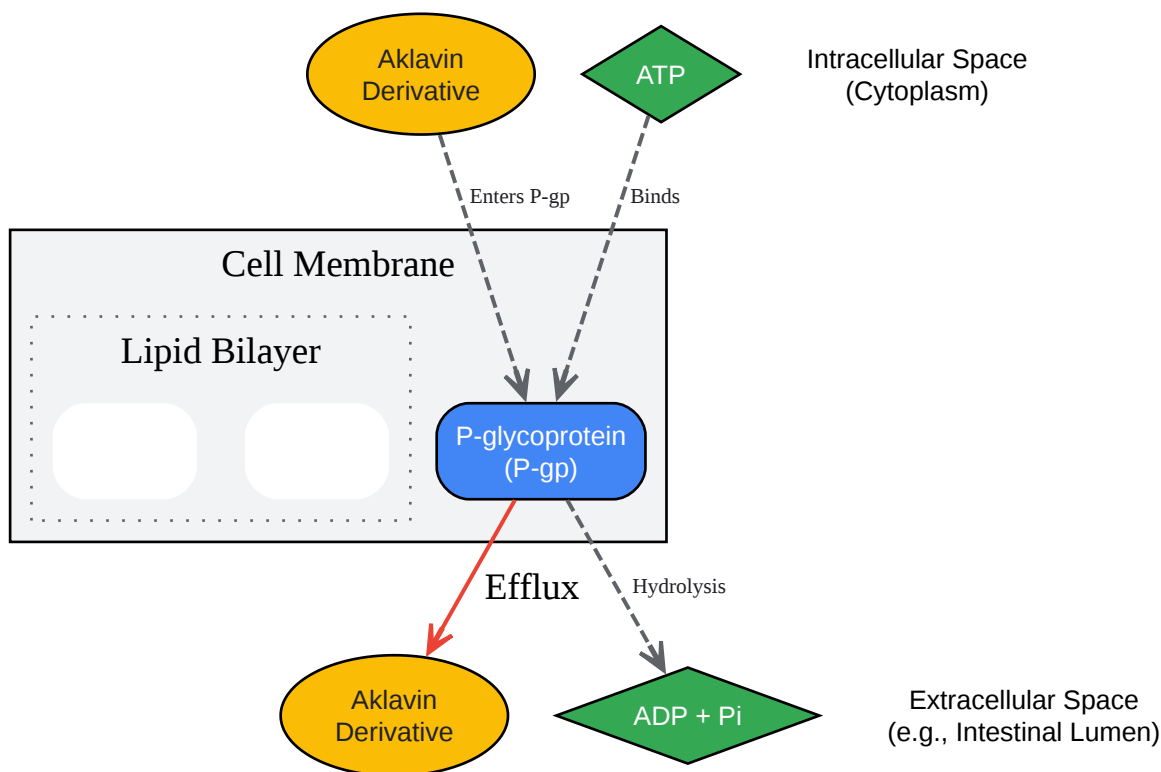 Aklavin
Derivative
ATP
Intracellular Space
(Cytoplasm)
Enters P-gp
Binds
Cell Membrane
Lipid Bilayer
P-glycoprotein
(P-gp)
Efflux
Hydrolysis
Aklavin
Derivative
ADP + Pi
Extracellular Space
(e.g., Intestinal Lumen)